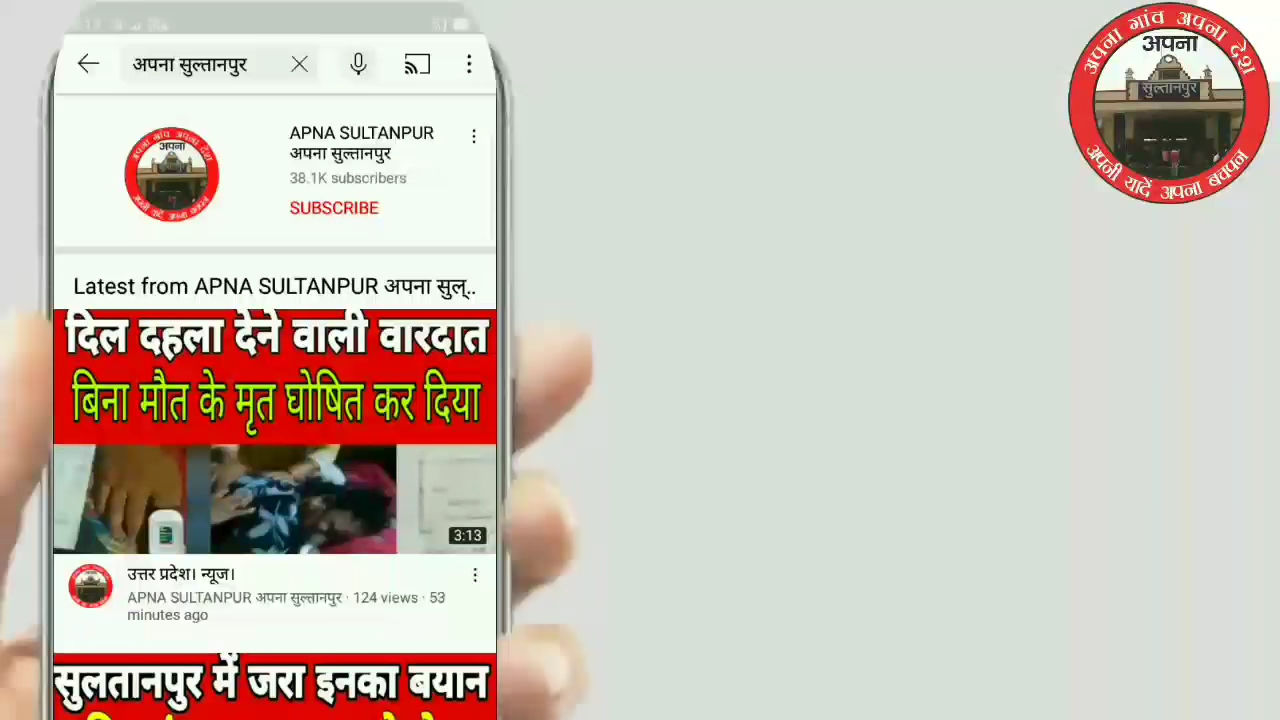 अपना सुल्तानपुर
APNA SULTANPUR
अपना सुल्तानपुर
38.1K subscribers
SUBSCRIBE
Latest from APNA SULTANPUR अपना सुल्..
दिल दहला देने वाली वारदात
बिना मौत के मृत घोषित कर दिया
3:13
उत्तर प्रदेश। न्यूज।
APNA SULTANPUR अपना सुल्तानपुर · 124 views · 53
minutes ago
सुलतानपुर में जरा इनका बयान
अपना गांव अपना देश
अपना
सुल्तानपुर
अपनी यादें अपना बचपन